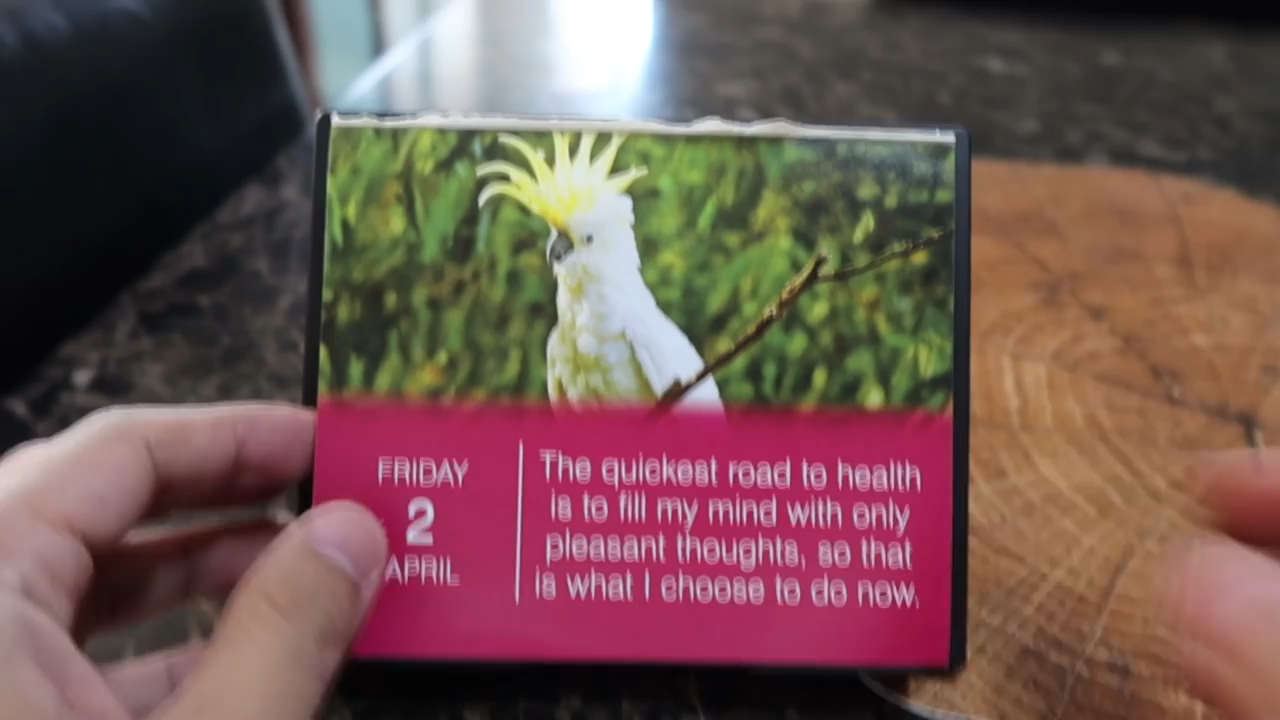 FRIDAY
2
APRIL
The quickest road to health
is to fill my mind with only
pleasant thoughts, so that
is what I choose to do now.